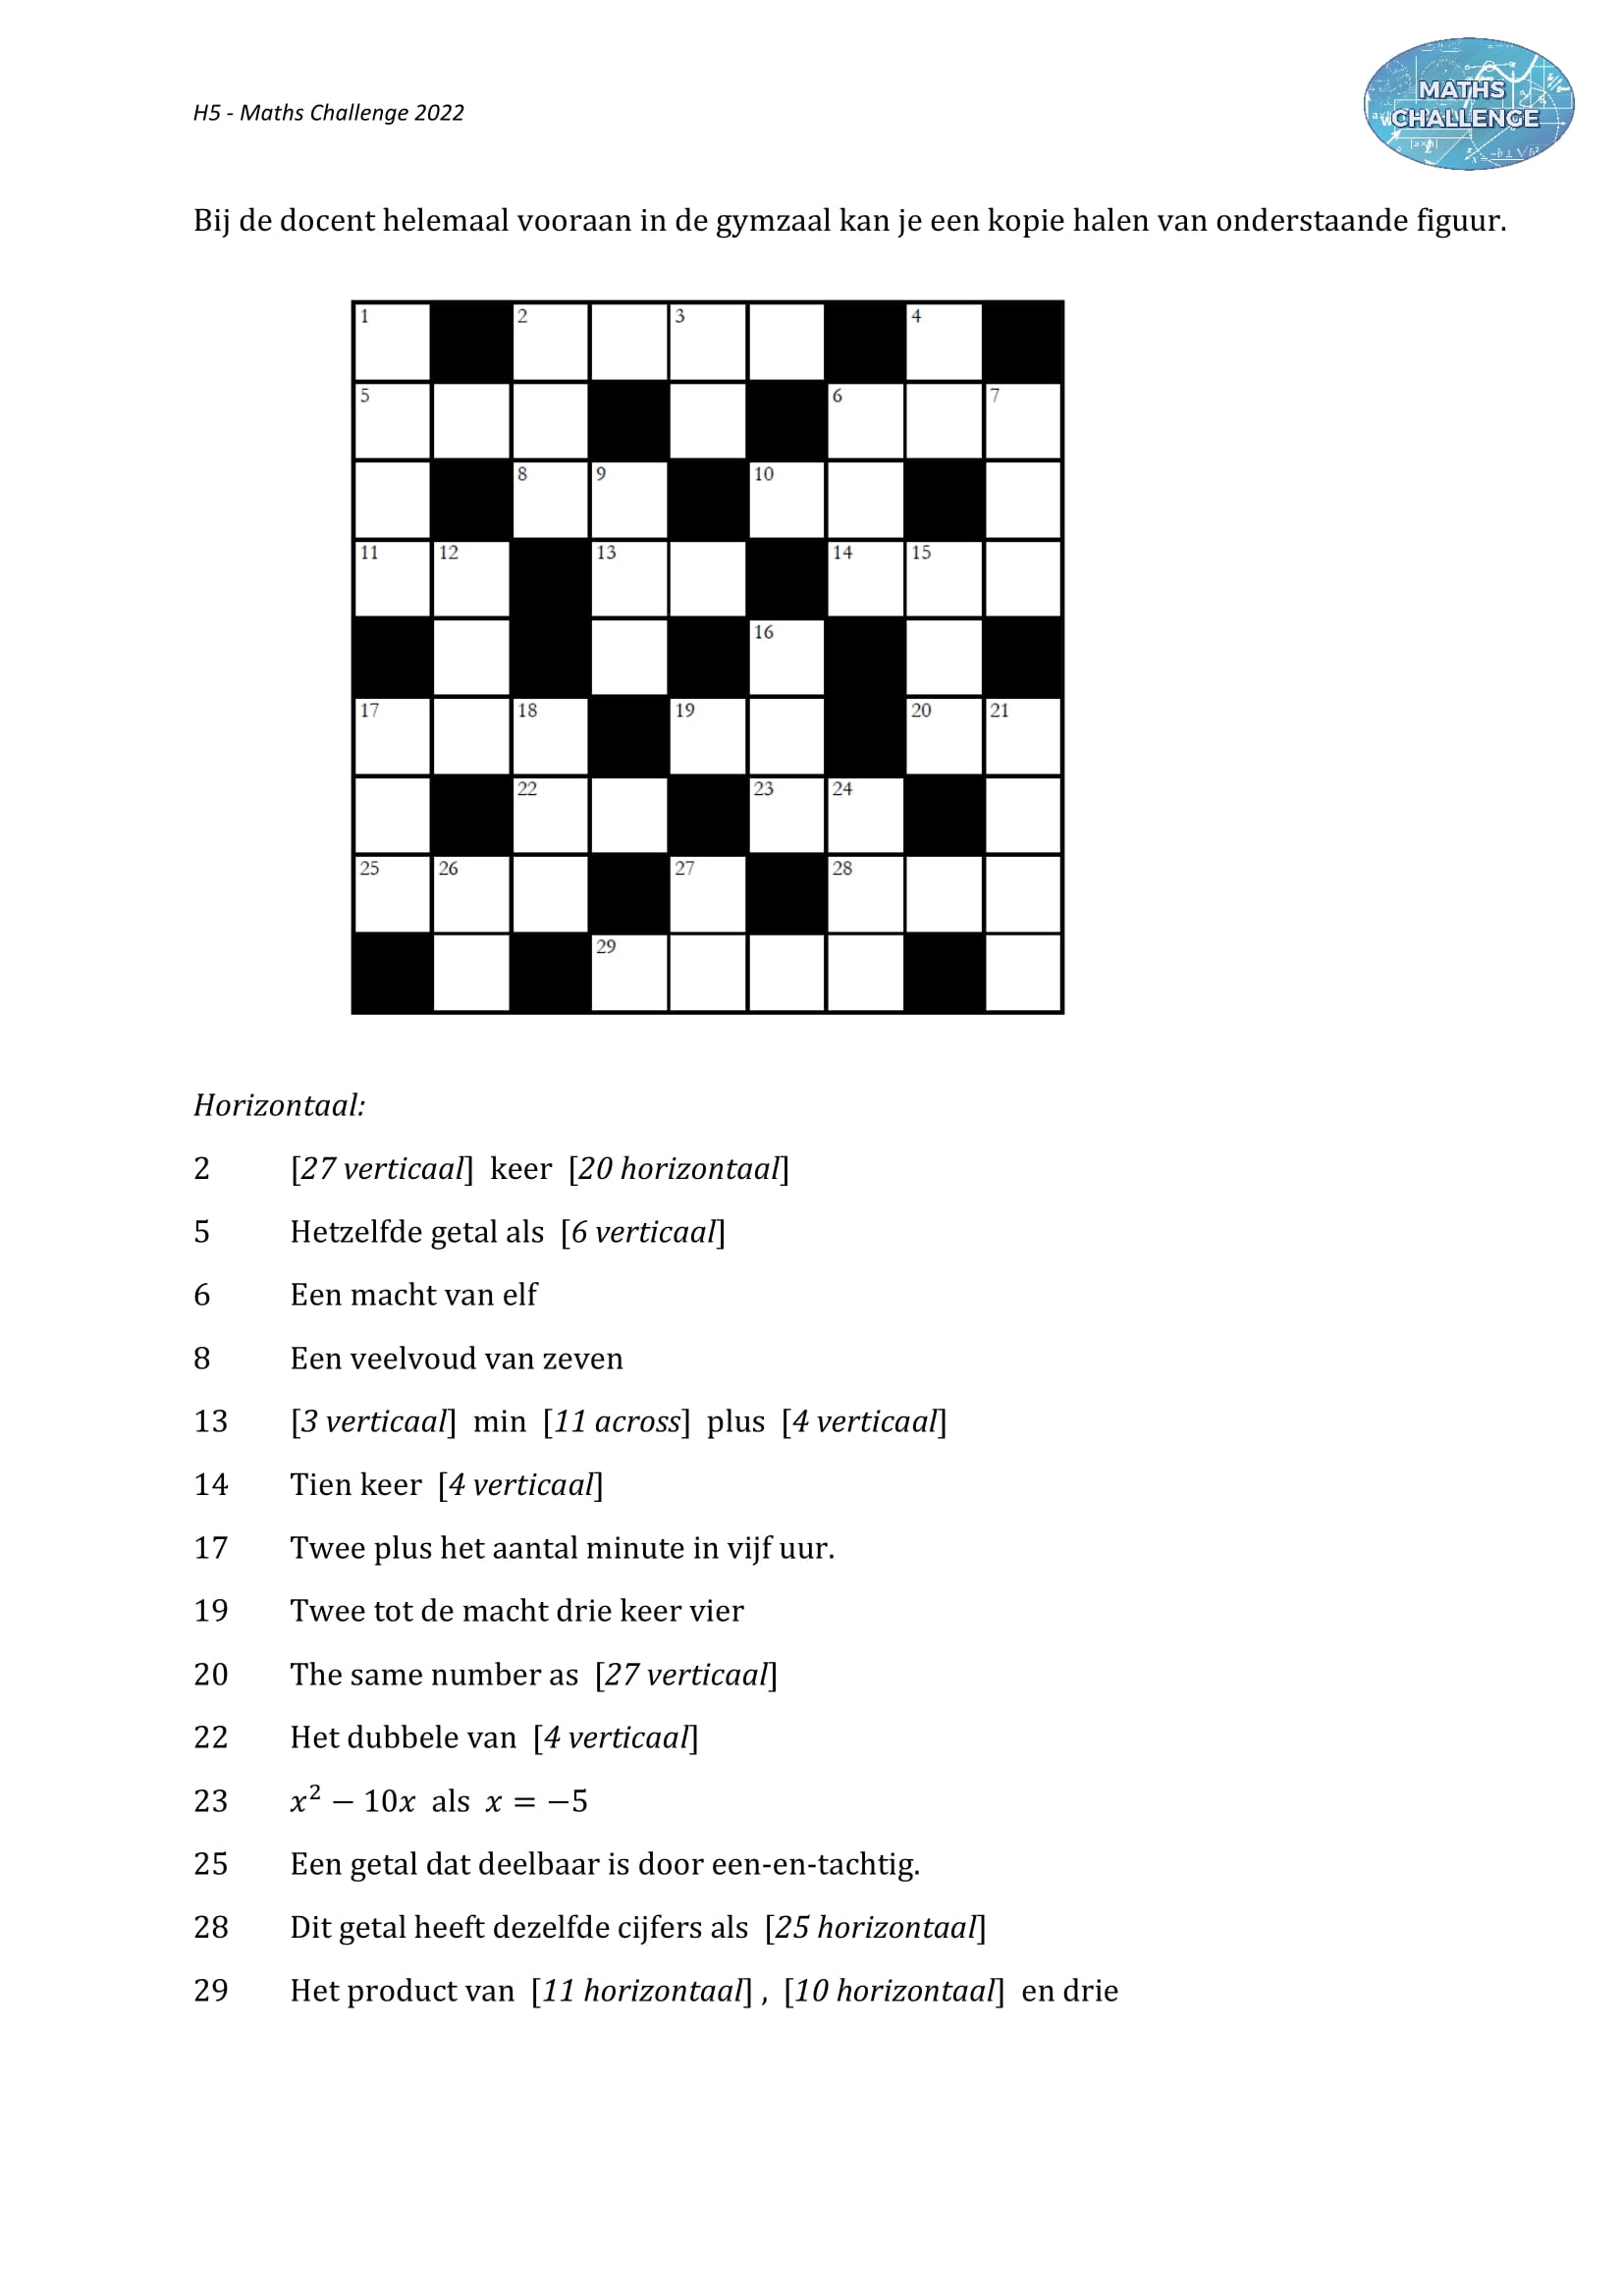 H5 - Maths Challenge 2022
MATHS
CHALLENGE
Bij de docent helemaal vooraan in de gymzaal kan je een kopie halen van onderstaande figuur.
1 2 3 4
5 6 7
8 9 10
11 12 13 14 15
16
17 18 19 20 21
22 23 24
25 26 27 28
29
Horizontaal:
2 [27 verticaal] keer [20 horizontaal]
5 Hetzelfde getal als [6 verticaal]
6 Een macht van elf
8 Een veelvoud van zeven
13 [3 verticaal] min [11 across] plus [4 verticaal]
14 Tien keer [4 verticaal]
17 Twee plus het aantal minute in vijf uur.
19 Twee tot de macht drie keer vier
20 The same number as [27 verticaal]
22 Het dubbele van [4 verticaal]
23 x² − 10x als x = −5
25 Een getal dat deelbaar is door een-en-tachtig.
28 Dit getal heeft dezelfde cijfers als [25 horizontaal]
29 Het product van [11 horizontaal] , [10 horizontaal] en drie